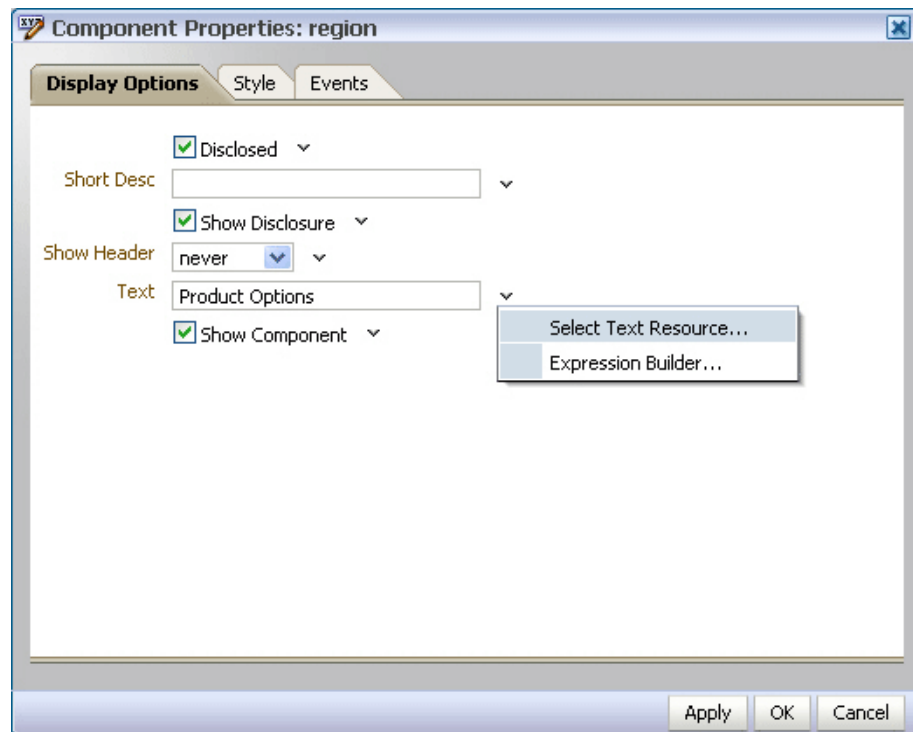 Component Properties: region
Display Options Style Events
Disclosed
Short Desc
Show Disclosure
Show Header never
Text Product Options
Select Text Resource...
Show Component
Expression Builder...
Apply OK Cancel